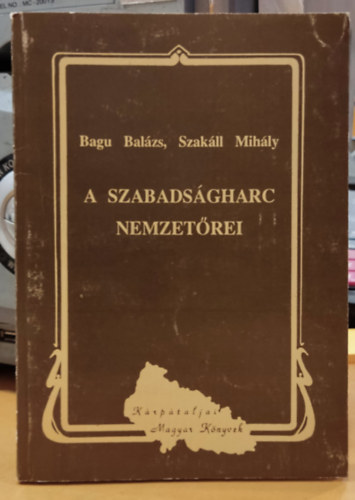 Bagu Balázs, Szakáll Mihály
A SZABADSÁGHARC
NEMZETŐREI
Kárpátaljai
Magyar Könyvek